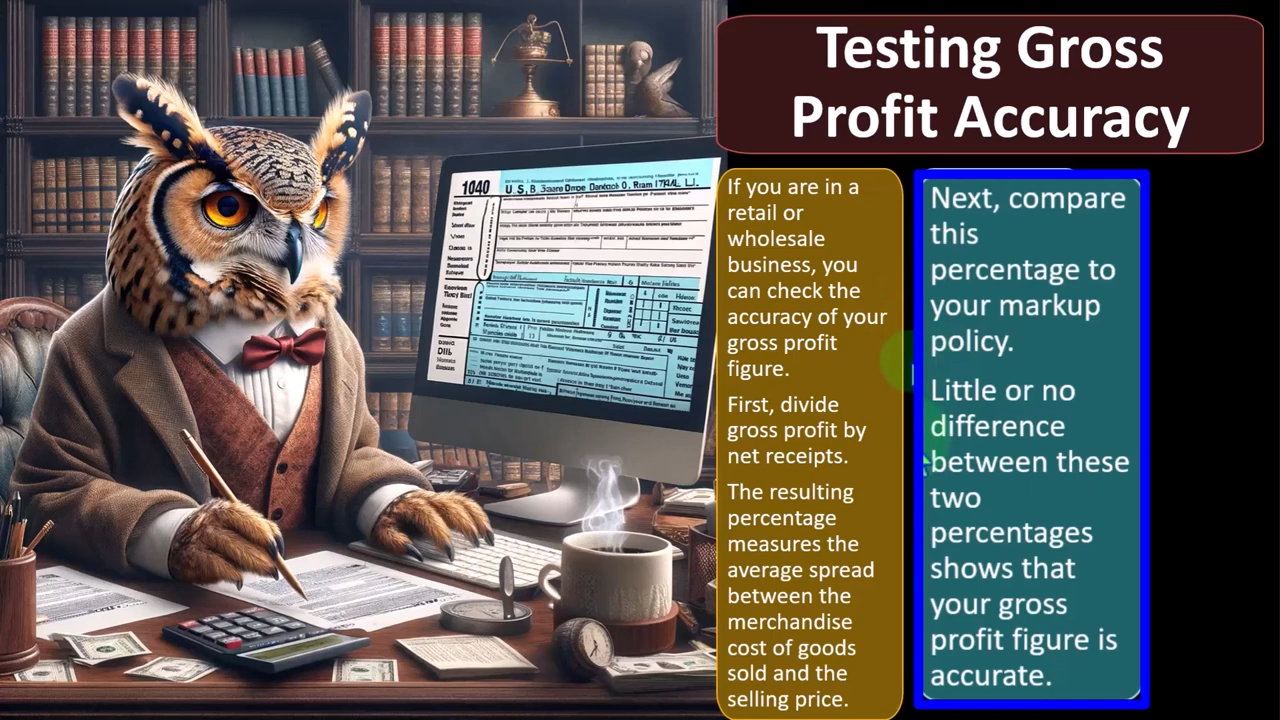 Testing Gross
Profit Accuracy
If you are in a
retail or
wholesale
business, you
can check the
accuracy of your
gross profit
figure.
First, divide
gross profit by
net receipts.
The resulting
percentage
measures the
average spread
between the
merchandise
cost of goods
sold and the
selling price.
Next, compare
this
percentage to
your markup
policy.
Little or no
difference
between these
two
percentages
shows that
your gross
profit figure is
accurate.
1040